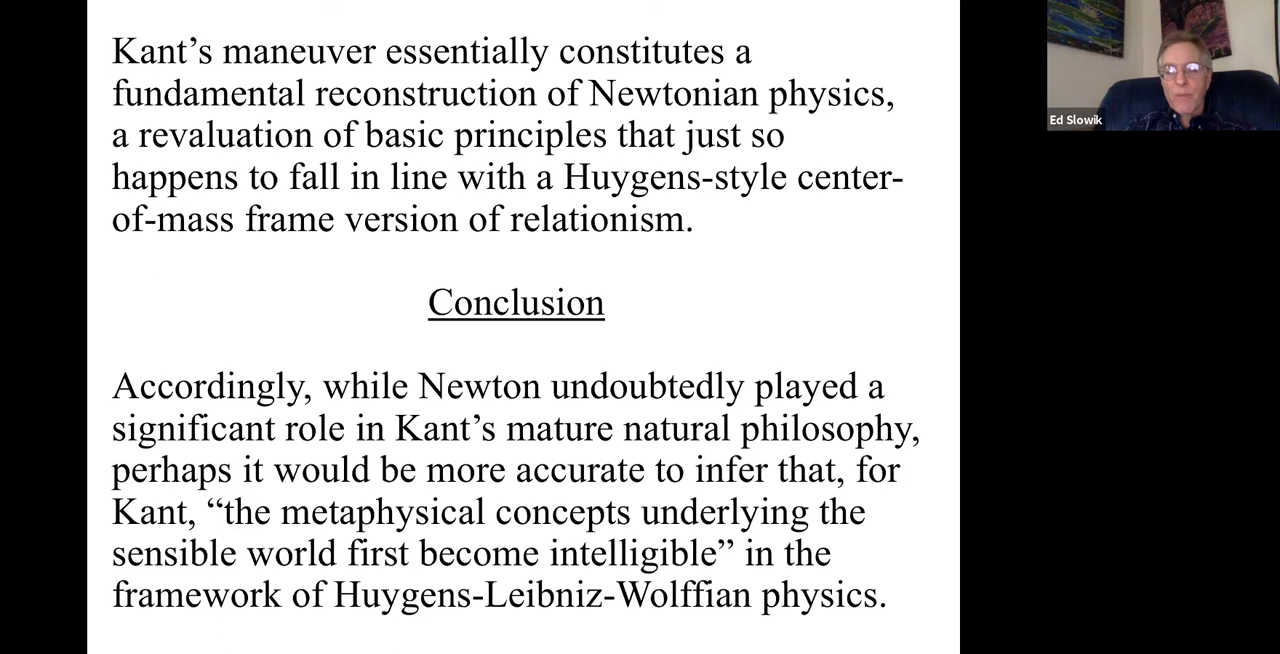 Kant’s maneuver essentially constitutes a
fundamental reconstruction of Newtonian physics,
a revaluation of basic principles that just so
happens to fall in line with a Huygens-style center-
of-mass frame version of relationism.
Conclusion
Accordingly, while Newton undoubtedly played a
significant role in Kant’s mature natural philosophy,
perhaps it would be more accurate to infer that, for
Kant, “the metaphysical concepts underlying the
sensible world first become intelligible” in the
framework of Huygens-Leibniz-Wolffian physics.
Ed Slowik